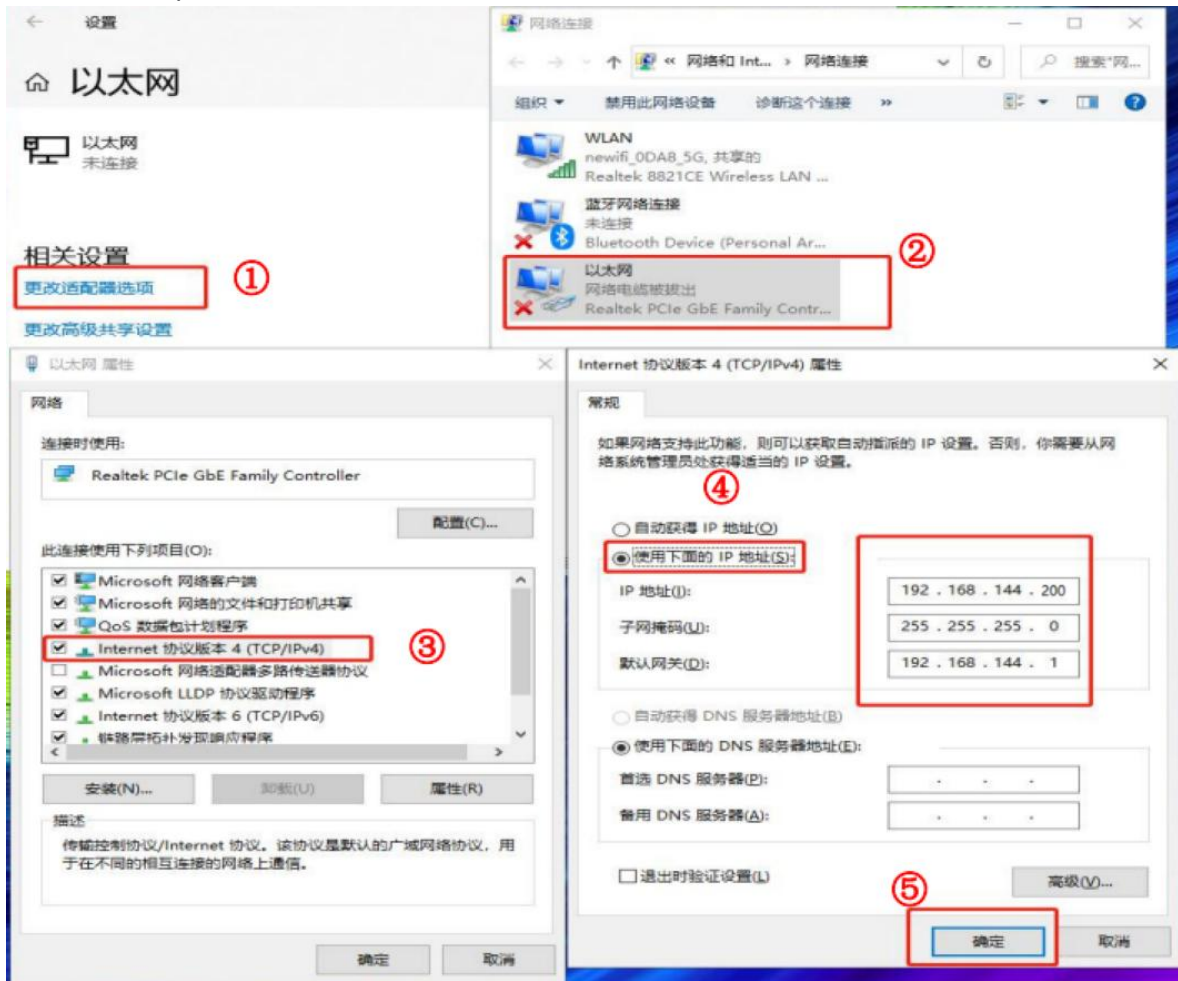 设置
以太网
以太网
未连接
相关设置
①
更改适配器选项
更改高级共享设置
网络连接
« 网络和 Int... › 网络连接
搜索"网...
组织
禁用此网络设备
诊断这个连接
»
WLAN
newifi_0DA8_5G, 共享的
Realtek 8821CE Wireless LAN ...
蓝牙网络连接
未连接
Bluetooth Device (Personal Ar...
②
以太网
网络电缆被拔出
Realtek PCIe GbE Family Contr...
以太网 属性
网络
连接时使用:
Realtek PCIe GbE Family Controller
配置(C)...
此连接使用下列项目(O):
Microsoft 网络客户端
Microsoft 网络的文件和打印机共享
QoS 数据包计划程序
Internet 协议版本 4 (TCP/IPv4)
③
Microsoft 网络适配器多路传送器协议
Microsoft LLDP 协议驱动程序
Internet 协议版本 6 (TCP/IPv6)
链路层拓扑发现响应程序
安装(N)...
卸载(U)
属性(R)
描述
传输控制协议/Internet 协议。该协议是默认的广域网络协议，用
于在不同的相互连接的网络上通信。
确定
取消
Internet 协议版本 4 (TCP/IPv4) 属性
常规
如果网络支持此功能，则可以获取自动指派的 IP 设置。否则，你需要从网
络系统管理员处获得适当的 IP 设置。
④
自动获得 IP 地址(O)
使用下面的 IP 地址(S):
IP 地址(I):
192 . 168 . 144 . 200
子网掩码(U):
255 . 255 . 255 . 0
默认网关(D):
192 . 168 . 144 . 1
自动获得 DNS 服务器地址(B)
使用下面的 DNS 服务器地址(E):
首选 DNS 服务器(P):
. . .
备用 DNS 服务器(A):
. . .
退出时验证设置(L)
高级(V)...
⑤
确定
取消